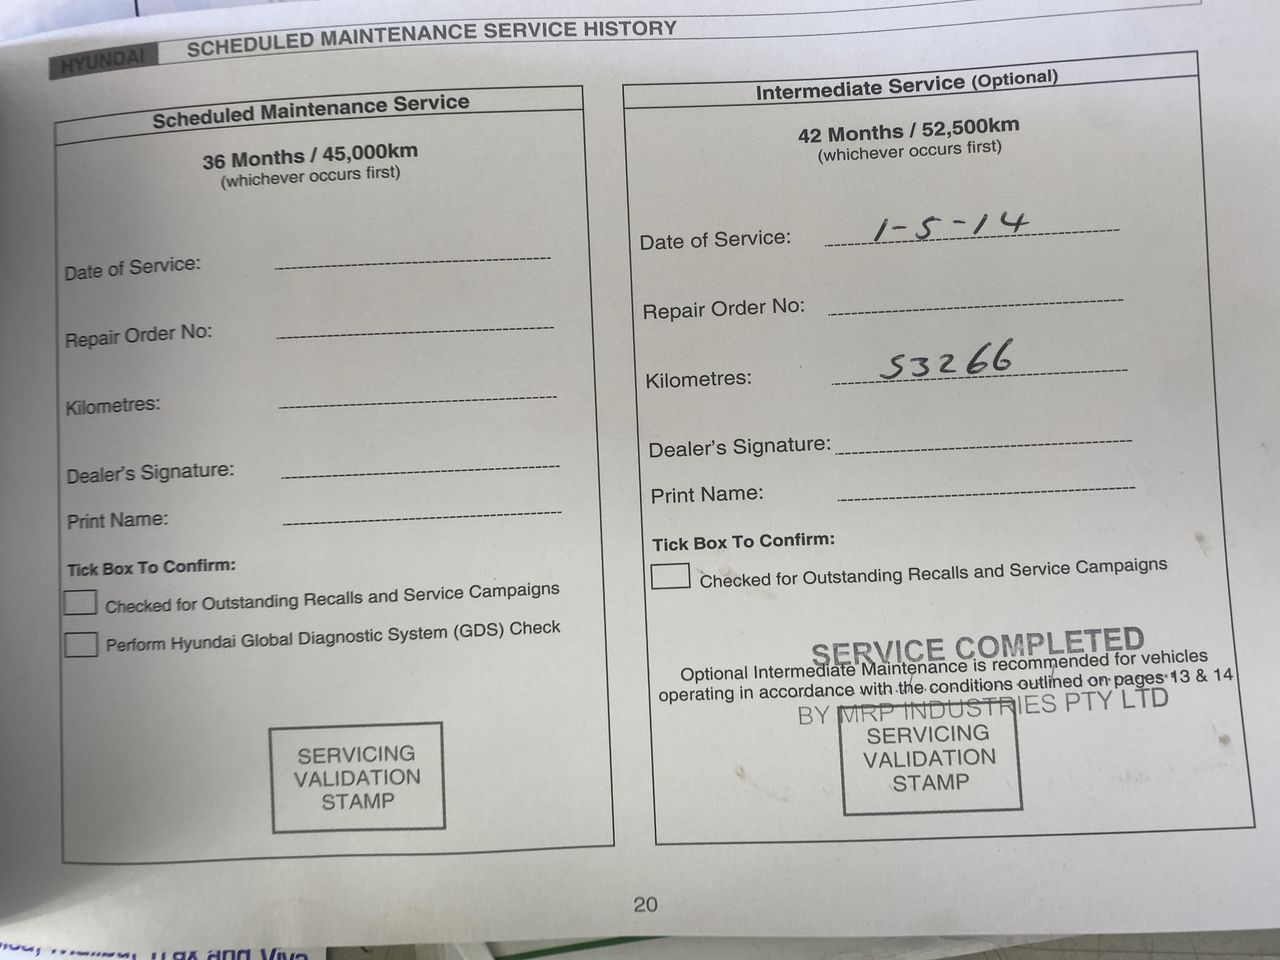 HYUNDAI
SCHEDULED MAINTENANCE SERVICE HISTORY
Scheduled Maintenance Service
36 Months / 45,000km
(whichever occurs first)
Date of Service:
Repair Order No:
Kilometres:
Dealer's Signature:
Print Name:
Tick Box To Confirm:
Checked for Outstanding Recalls and Service Campaigns
Perform Hyundai Global Diagnostic System (GDS) Check
SERVICING
VALIDATION
STAMP
Intermediate Service (Optional)
42 Months / 52,500km
(whichever occurs first)
Date of Service: 1-5-14
Repair Order No:
Kilometres: 53266
Dealer's Signature:
Print Name:
Tick Box To Confirm:
Checked for Outstanding Recalls and Service Campaigns
SERVICE COMPLETED
Optional Intermediate Maintenance is recommended for vehicles
operating in accordance with the conditions outlined on pages 13 & 14
BY MRP INDUSTRIES PTY LTD
SERVICING
VALIDATION
STAMP
20
Trax and Viva